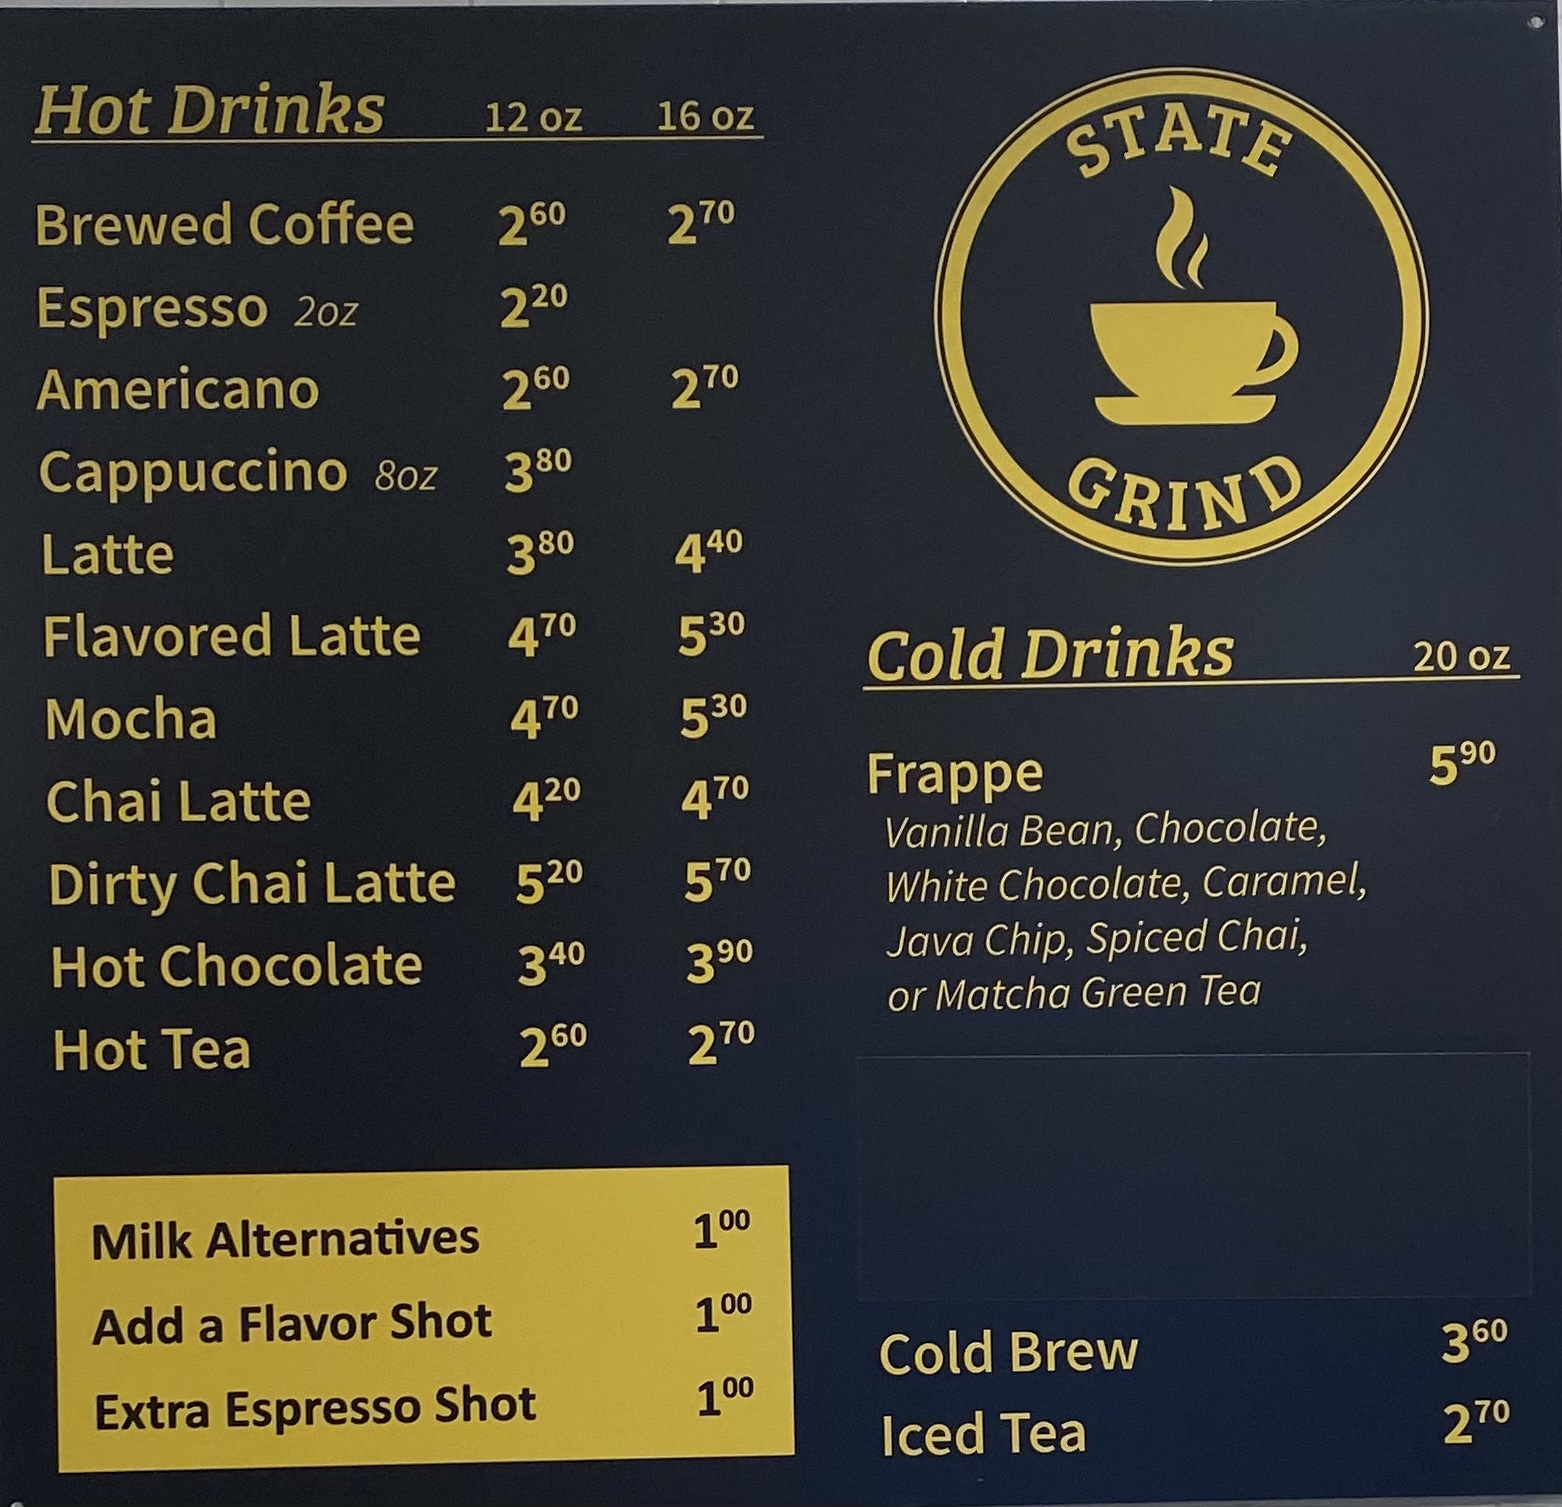 Hot Drinks 12 oz 16 oz
Brewed Coffee 2⁶⁰ 2⁷⁰
Espresso 2oz 2²⁰
Americano 2⁶⁰ 2⁷⁰
Cappuccino 8oz 3⁸⁰
Latte 3⁸⁰ 4⁴⁰
Flavored Latte 4⁷⁰ 5³⁰
Mocha 4⁷⁰ 5³⁰
Chai Latte 4²⁰ 4⁷⁰
Dirty Chai Latte 5²⁰ 5⁷⁰
Hot Chocolate 3⁴⁰ 3⁹⁰
Hot Tea 2⁶⁰ 2⁷⁰
Milk Alternatives 1⁰⁰
Add a Flavor Shot 1⁰⁰
Extra Espresso Shot 1⁰⁰
STATE
GRIND
Cold Drinks 20 oz
Frappe 5⁹⁰
Vanilla Bean, Chocolate,
White Chocolate, Caramel,
Java Chip, Spiced Chai,
or Matcha Green Tea
Cold Brew 3⁶⁰
Iced Tea 2⁷⁰